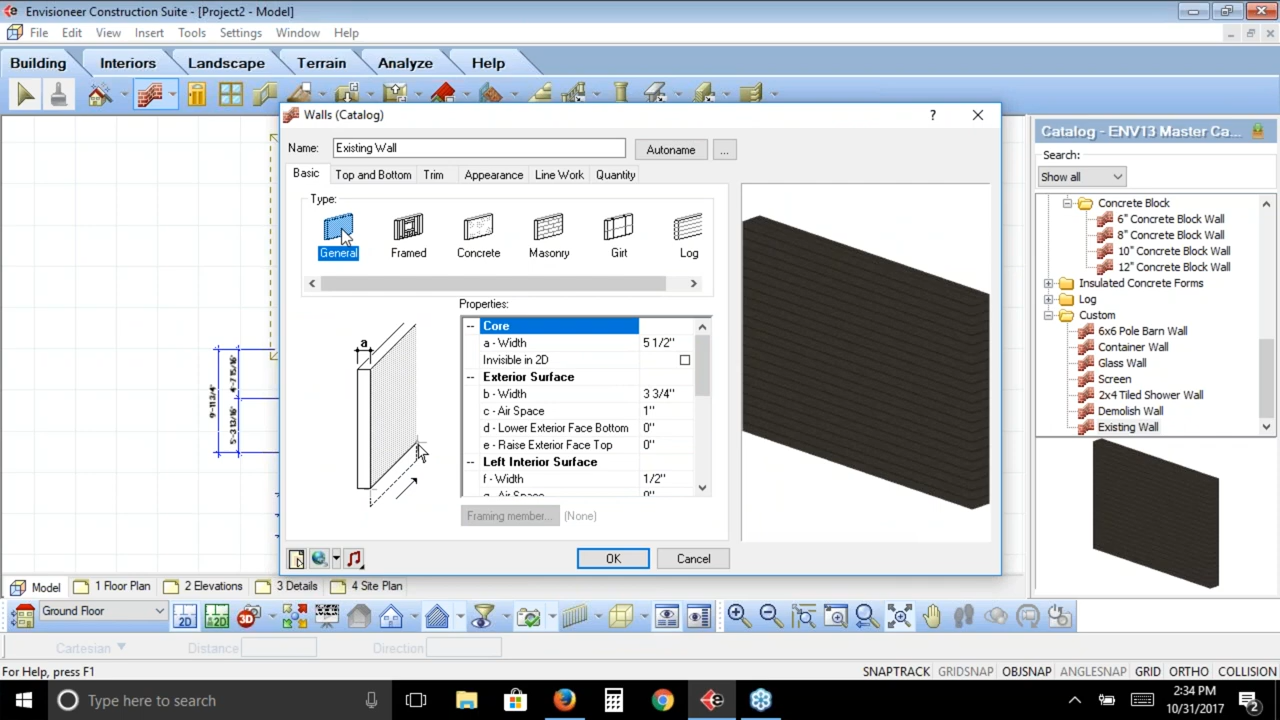 Envisioneer Construction Suite - [Project2 - Model]
File Edit View Insert Tools Settings Window Help
Building Interiors Landscape Terrain Analyze Help
Walls (Catalog)
Name: Existing Wall Autoname ...
Basic Top and Bottom Trim Appearance Line Work Quantity
Type:
General Framed Concrete Masonry Girt Log
Properties:
a
Core
a - Width 5 1/2"
Invisible in 2D
Exterior Surface
b - Width 3 3/4"
c - Air Space 1"
d - Lower Exterior Face Bottom 0"
e - Raise Exterior Face Top 0"
Left Interior Surface
f - Width 1/2"
g - Air Space 0"
Framing member... (None)
OK Cancel
Catalog - ENV13 Master Ca...
Search:
Show all
Concrete Block
6" Concrete Block Wall
8" Concrete Block Wall
10" Concrete Block Wall
12" Concrete Block Wall
Insulated Concrete Forms
Log
Custom
6x6 Pole Barn Wall
Container Wall
Glass Wall
Screen
2x4 Tiled Shower Wall
Demolish Wall
Existing Wall
Model 1 Floor Plan 2 Elevations 3 Details 4 Site Plan
Ground Floor 2D 2D 3D
Cartesian Distance Direction
For Help, press F1 SNAPTRACK GRIDSNAP OBJSNAP ANGLESNAP GRID ORTHO COLLISION
Type here to search
2:34 PM
10/31/2017
2